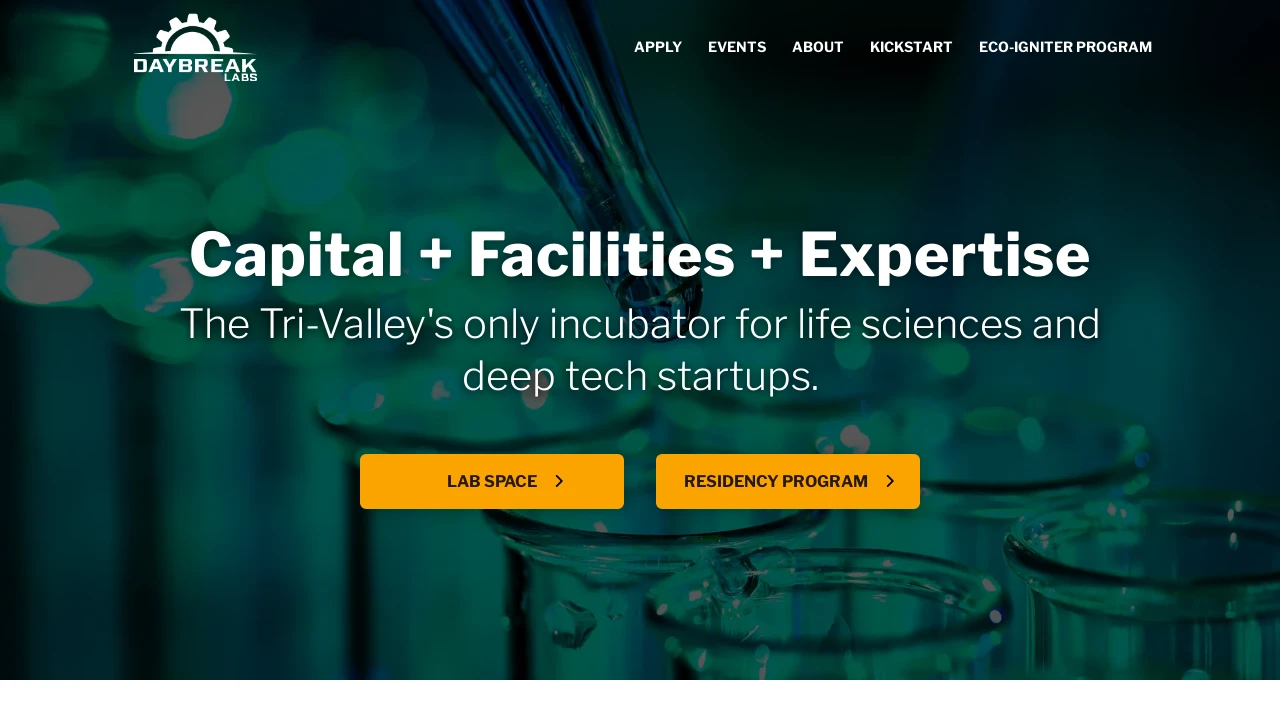 DAYBREAK
LABS
APPLY EVENTS ABOUT KICKSTART ECO-IGNITER PROGRAM
Capital + Facilities + Expertise
The Tri-Valley's only incubator for life sciences and
deep tech startups.
LAB SPACE RESIDENCY PROGRAM